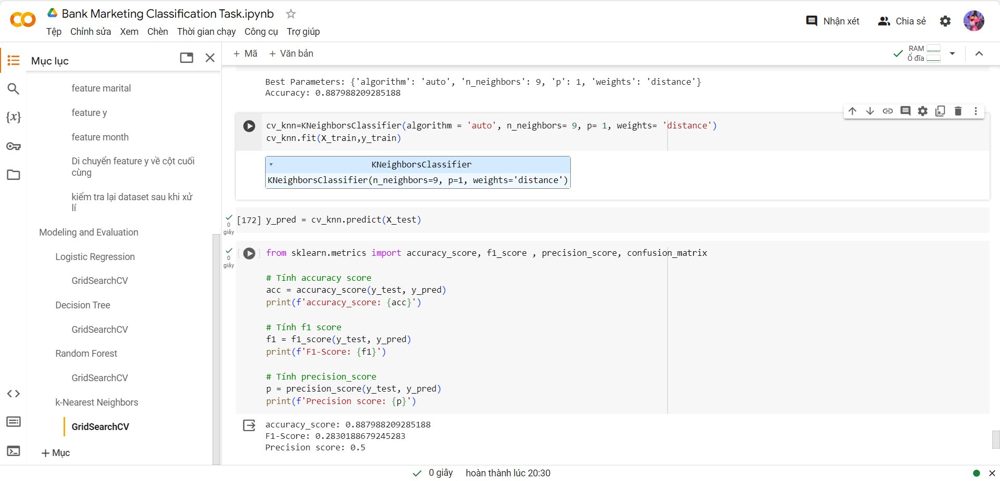 Bank Marketing Classification Task.ipynb
Tệp Chỉnh sửa Xem Chèn Thời gian chạy Công cụ Trợ giúp
Nhận xét
Chia sẻ
Mục lục
+ Mã + Văn bản
RAM
Ổ đĩa
feature marital
feature y
feature month
Di chuyển feature y về cột cuối
cùng
kiểm tra lại dataset sau khi xử
lí
Modeling and Evaluation
Logistic Regression
GridSearchCV
Decision Tree
GridSearchCV
Random Forest
GridSearchCV
k-Nearest Neighbors
GridSearchCV
+ Mục
Best Parameters: {'algorithm': 'auto', 'n_neighbors': 9, 'p': 1, 'weights': 'distance'}
Accuracy: 0.887988209285188
cv_knn=KNeighborsClassifier(algorithm = 'auto', n_neighbors= 9, p= 1, weights= 'distance')
cv_knn.fit(X_train,y_train)
KNeighborsClassifier
KNeighborsClassifier(n_neighbors=9, p=1, weights='distance')
0
giây
[172] y_pred = cv_knn.predict(X_test)
0
giây
[ ] from sklearn.metrics import accuracy_score, f1_score , precision_score, confusion_matrix
# Tính accuracy score
acc = accuracy_score(y_test, y_pred)
print(f'accuracy_score: {acc}')
# Tính f1 score
f1 = f1_score(y_test, y_pred)
print(f'F1-Score: {f1}')
# Tính precision_score
p = precision_score(y_test, y_pred)
print(f'Precision score: {p}')
accuracy_score: 0.887988209285188
F1-Score: 0.2830188679245283
Precision score: 0.5
0 giây hoàn thành lúc 20:30